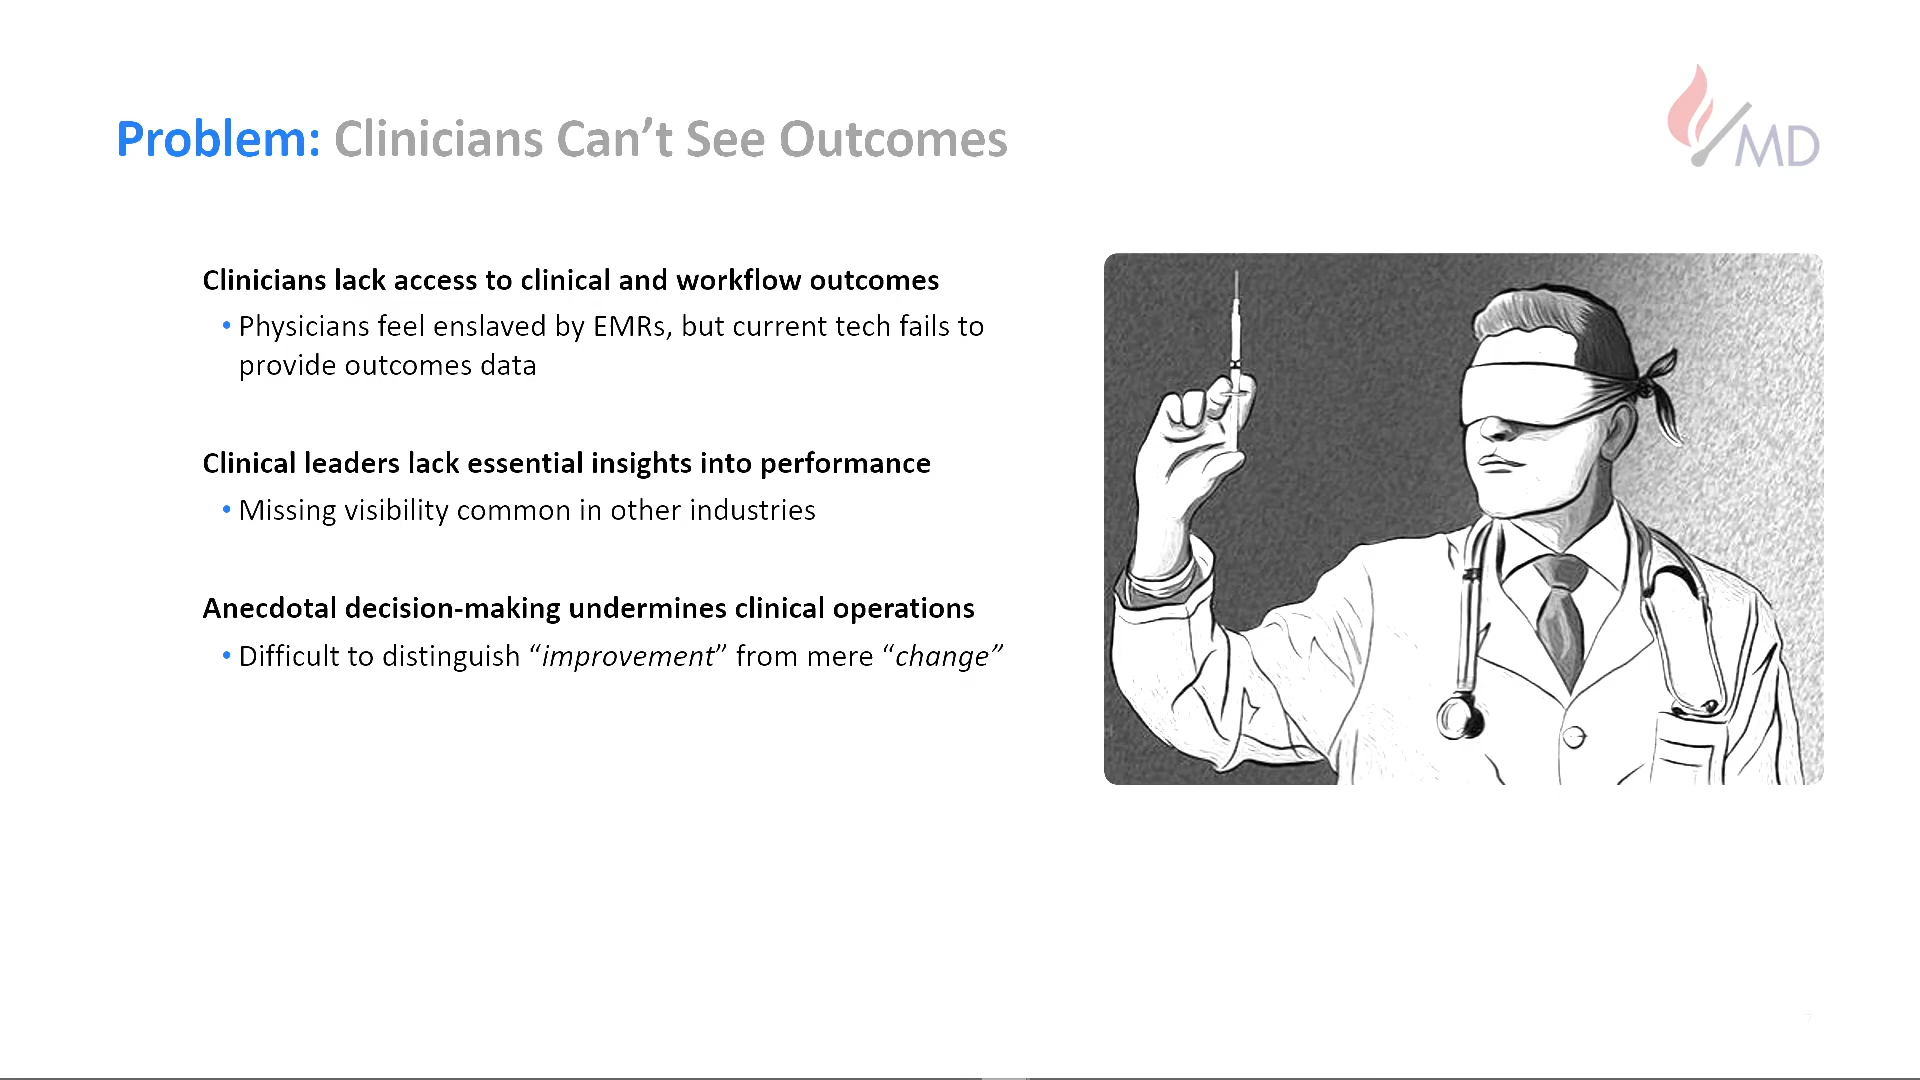 Problem: Clinicians Can’t See Outcomes
MD
Clinicians lack access to clinical and workflow outcomes
• Physicians feel enslaved by EMRs, but current tech fails to
provide outcomes data
Clinical leaders lack essential insights into performance
• Missing visibility common in other industries
Anecdotal decision-making undermines clinical operations
• Difficult to distinguish “improvement” from mere “change”
7